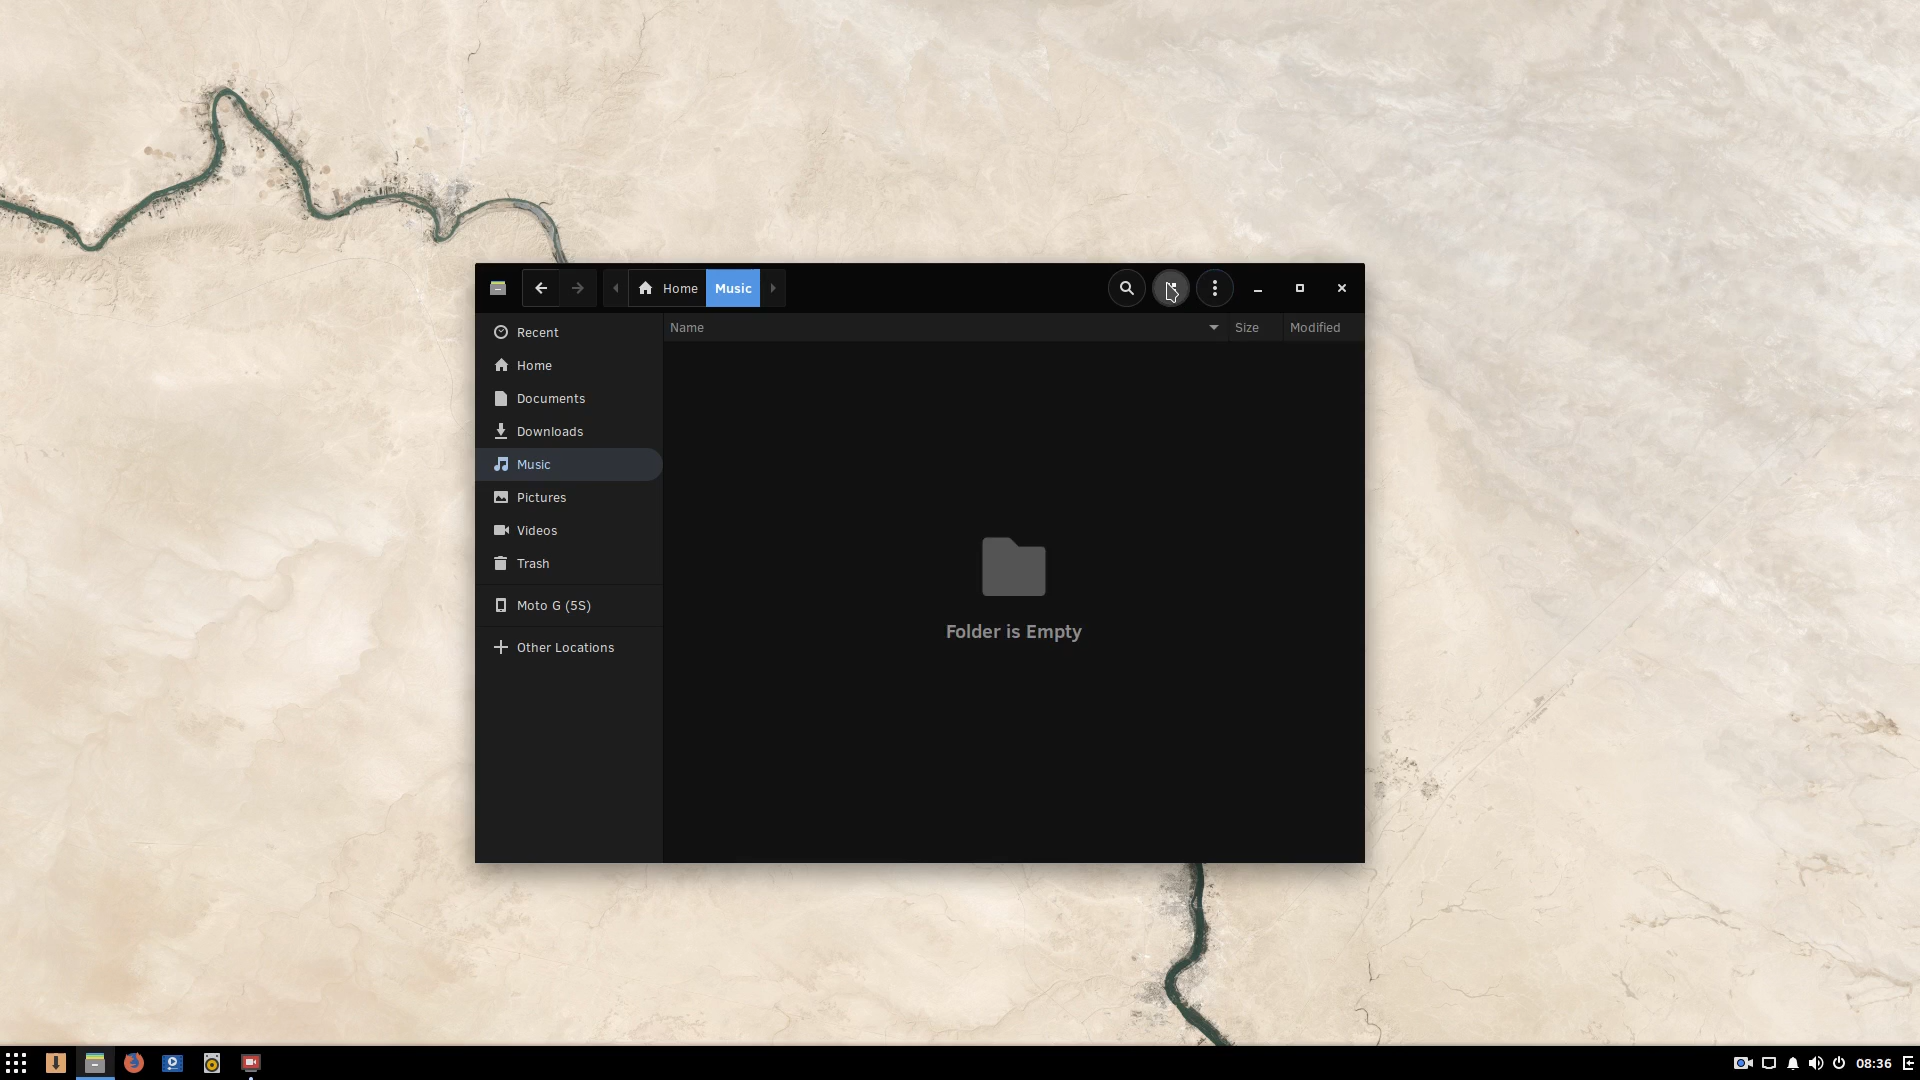 Home Music
Name Size Modified
Recent
Home
Documents
Downloads
Music
Pictures
Videos
Trash
Moto G (5S)
Other Locations
Folder is Empty
08:36